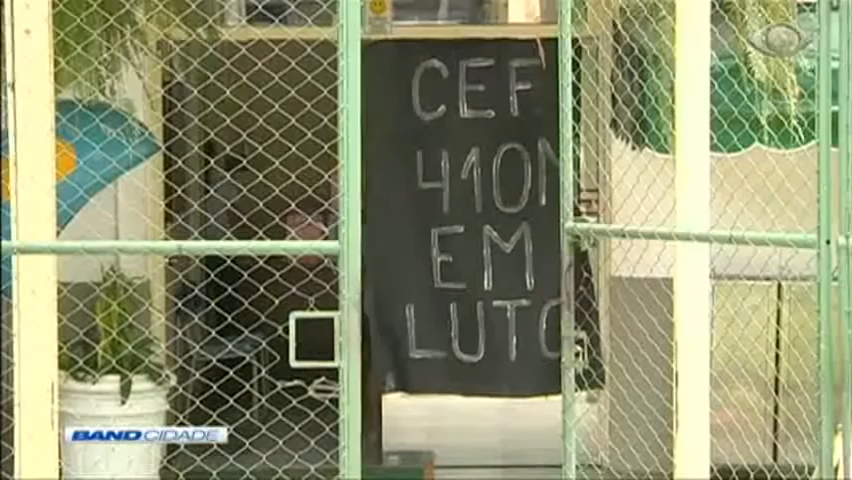 CEF
410N
EM
LUTO
BAND CIDADE